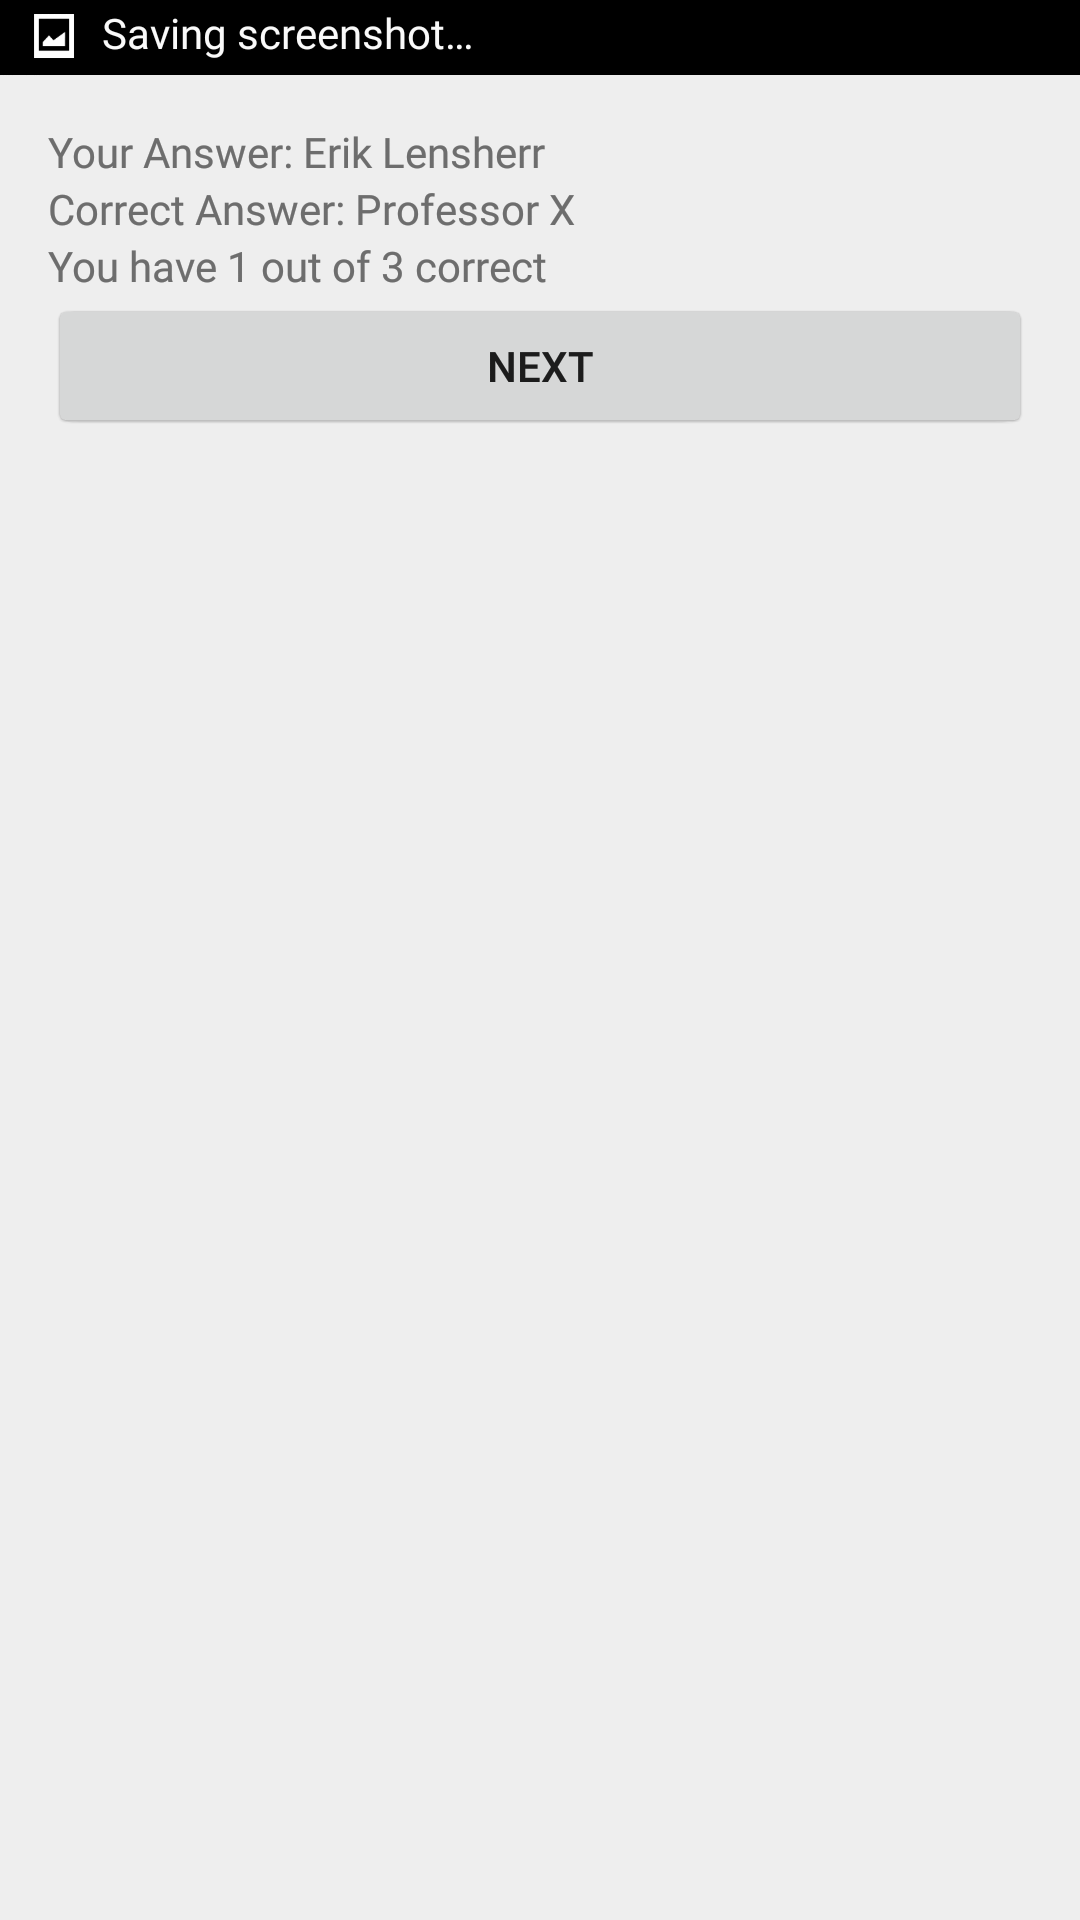 Saving screenshot...
Your Answer: Erik Lensherr
Correct Answer: Professor X
You have 1 out of 3 correct
NEXT